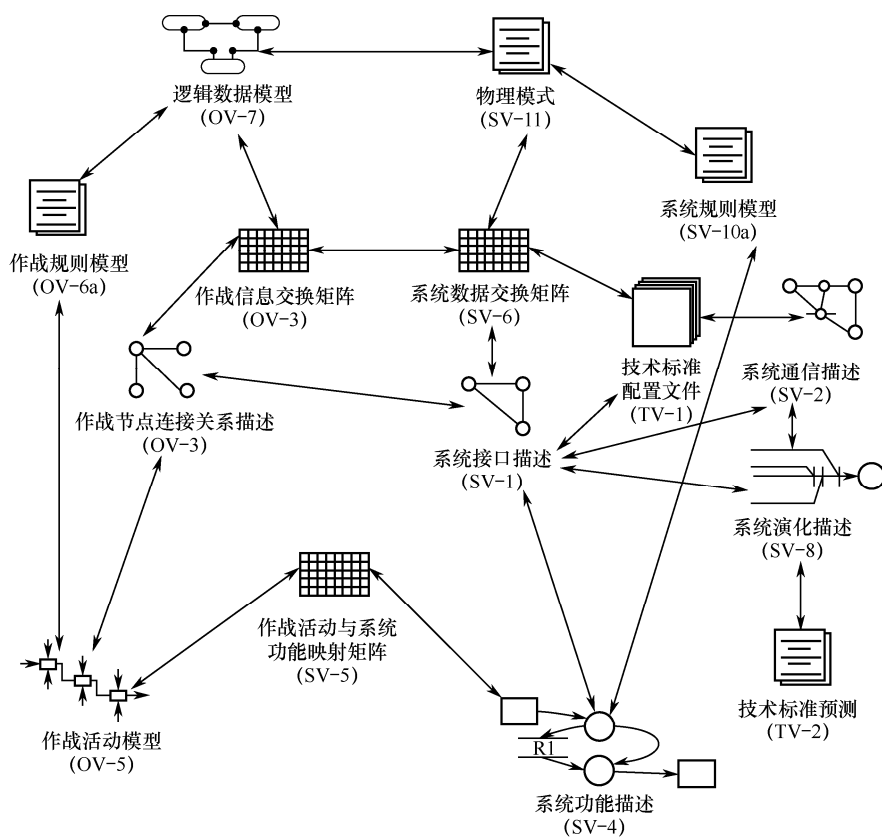 逻辑数据模型
(OV-7)
物理模式
(SV-11)
系统规则模型
(SV-10a)
作战规则模型
(OV-6a)
作战信息交换矩阵
(OV-3)
系统数据交换矩阵
(SV-6)
技术标准
配置文件
(TV-1)
系统通信描述
(SV-2)
作战节点连接关系描述
(OV-3)
系统接口描述
(SV-1)
系统演化描述
(SV-8)
作战活动与系统
功能映射矩阵
(SV-5)
技术标准预测
(TV-2)
作战活动模型
(OV-5)
R1
系统功能描述
(SV-4)